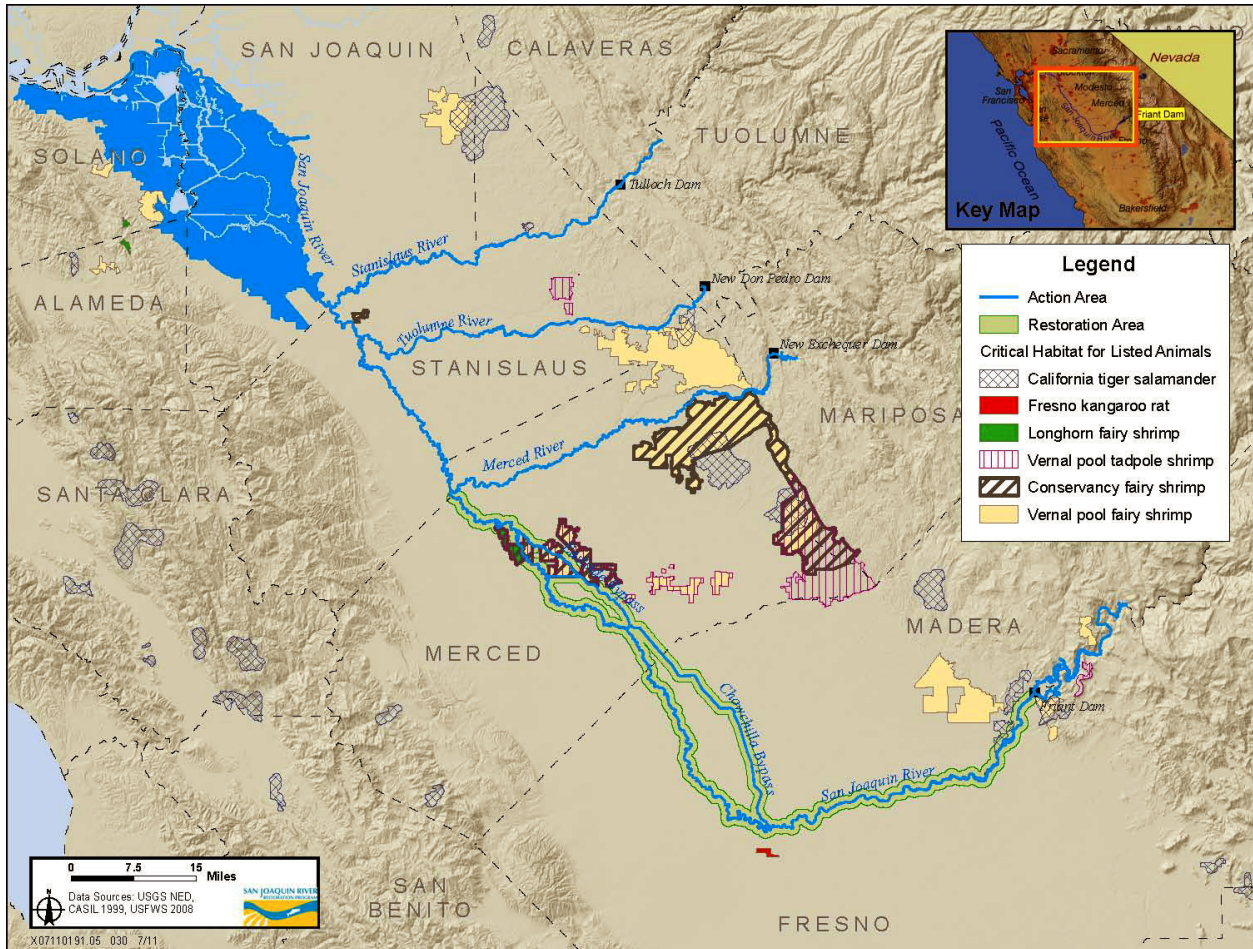 SAN JOAQUIN
CALAVERAS
TUOLUMNE
SOLANO
San Joaquin River
Tulloch Dam
Stanislaus River
ALAMEDA
New Don Pedro Dam
Tuolumne River
New Exchequer Dam
STANISLAUS
MARIPOSA
Merced River
SANTA CLARA
Bypass
MADERA
MERCED
Chowchilla Bypass
Friant Dam
San Joaquin River
SAN
BENITO
FRESNO
Sacramento
Nevada
Stockton
San
Francisco
Modesto
Merced
Friant Dam
Pacific Ocean
Bakersfield
Key Map
Legend
Action Area
Restoration Area
Critical Habitat for Listed Animals
California tiger salamander
Fresno kangaroo rat
Longhorn fairy shrimp
Vernal pool tadpole shrimp
Conservancy fairy shrimp
Vernal pool fairy shrimp
0 7.5 15
Miles
N
Data Sources: USGS NED,
CASIL 1999, USFWS 2008
SAN JOAQUIN RIVER
RESTORATION PROGRAM
X07110191.05 030 7/11